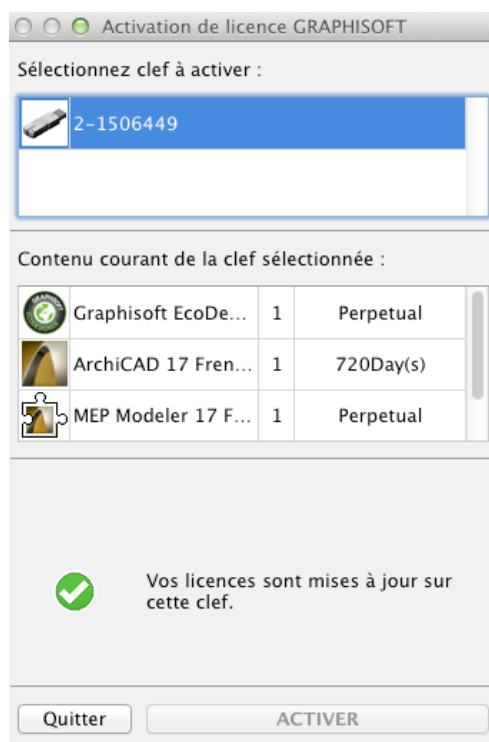 Activation de licence GRAPHISOFT
Sélectionnez clef à activer :
2-1506449
Contenu courant de la clef sélectionnée :
Graphisoft EcoDe... 1 Perpetual
ArchiCAD 17 Fren... 1 720Day(s)
MEP Modeler 17 F... 1 Perpetual
Vos licences sont mises à jour sur
cette clef.
Quitter ACTIVER